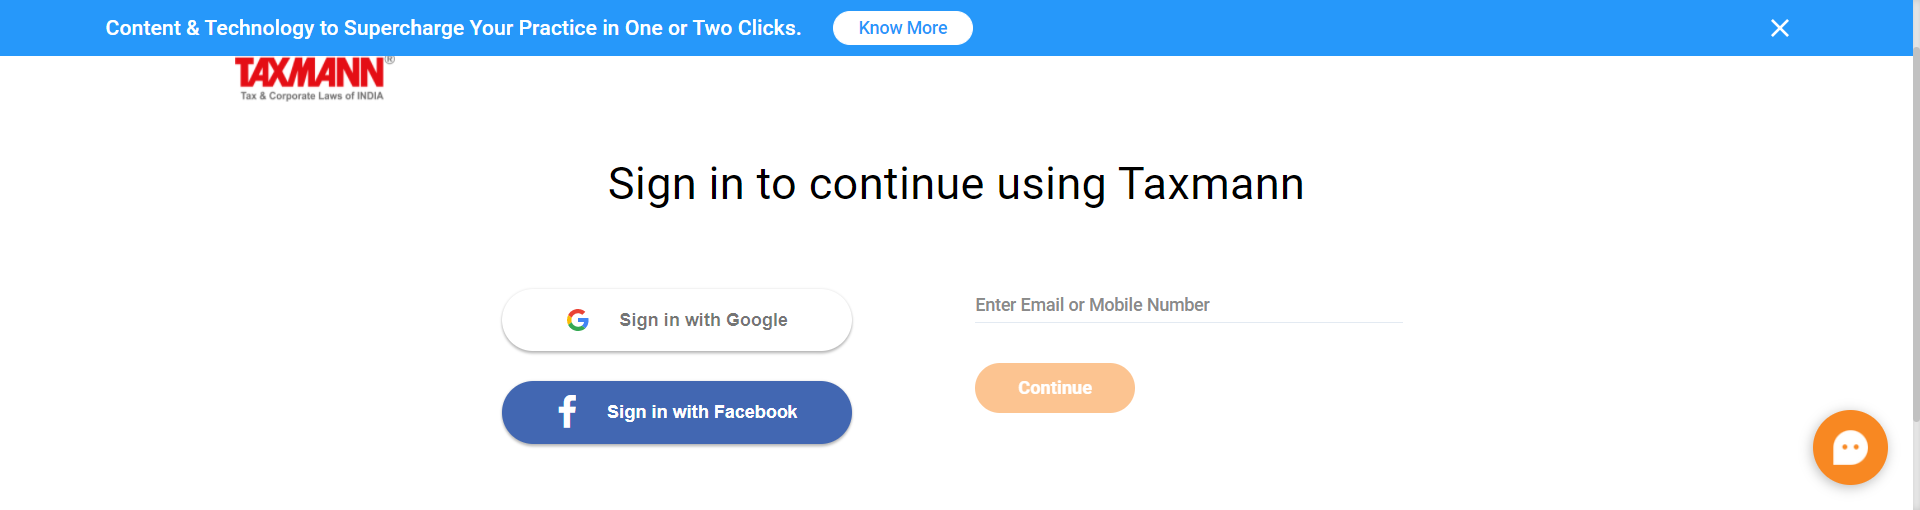 Content & Technology to Supercharge Your Practice in One or Two Clicks.
Know More
TAXMANN®
Tax & Corporate Laws of INDIA
Sign in to continue using Taxmann
Sign in with Google
Enter Email or Mobile Number
Continue
Sign in with Facebook